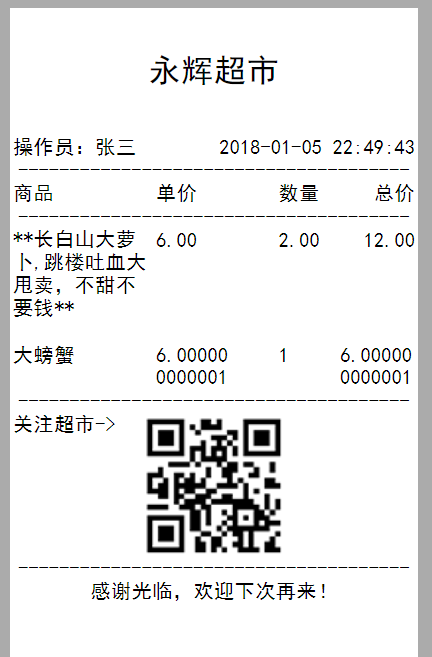 永辉超市
操作员：张三 2018-01-05 22:49:43
商品 单价 数量 总价
**长白山大萝 6.00 2.00 12.00
卜,跳楼吐血大
甩卖，不甜不
要钱**
大螃蟹 6.00000 1 6.00000
0000001 0000001
关注超市->
感谢光临，欢迎下次再来！